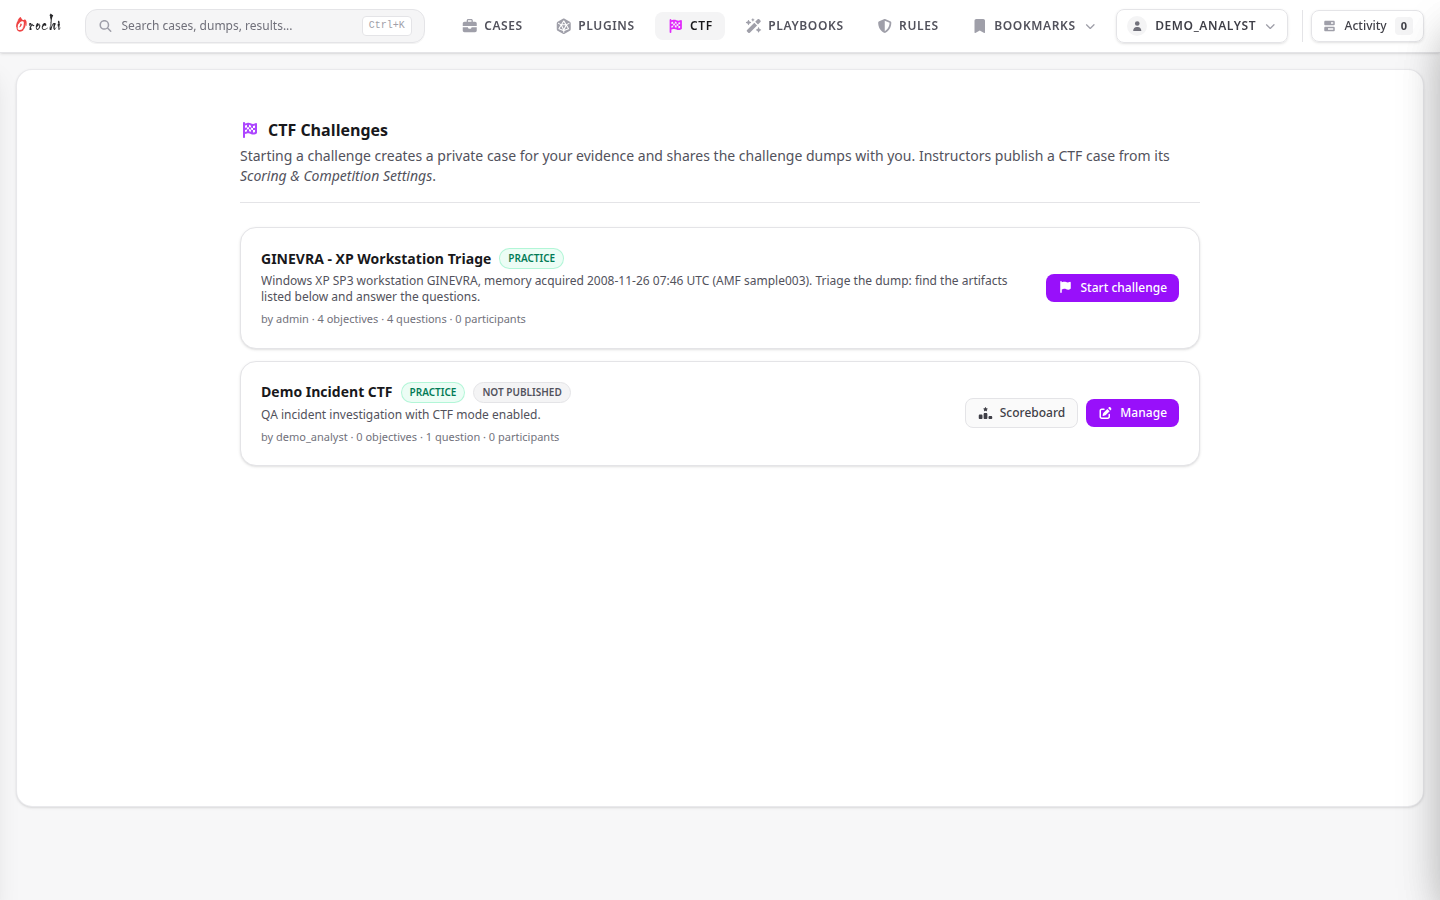 Orochi
Search cases, dumps, results...
Ctrl+K
CASES
PLUGINS
CTF
PLAYBOOKS
RULES
BOOKMARKS
DEMO_ANALYST
Activity 0
CTF Challenges
Starting a challenge creates a private case for your evidence and shares the challenge dumps with you. Instructors publish a CTF case from its
Scoring & Competition Settings.
GINEVRA - XP Workstation Triage PRACTICE
Windows XP SP3 workstation GINEVRA, memory acquired 2008-11-26 07:46 UTC (AMF sample003). Triage the dump: find the artifacts
listed below and answer the questions.
by admin · 4 objectives · 4 questions · 0 participants
Start challenge
Demo Incident CTF PRACTICE NOT PUBLISHED
QA incident investigation with CTF mode enabled.
by demo_analyst · 0 objectives · 1 question · 0 participants
Scoreboard
Manage